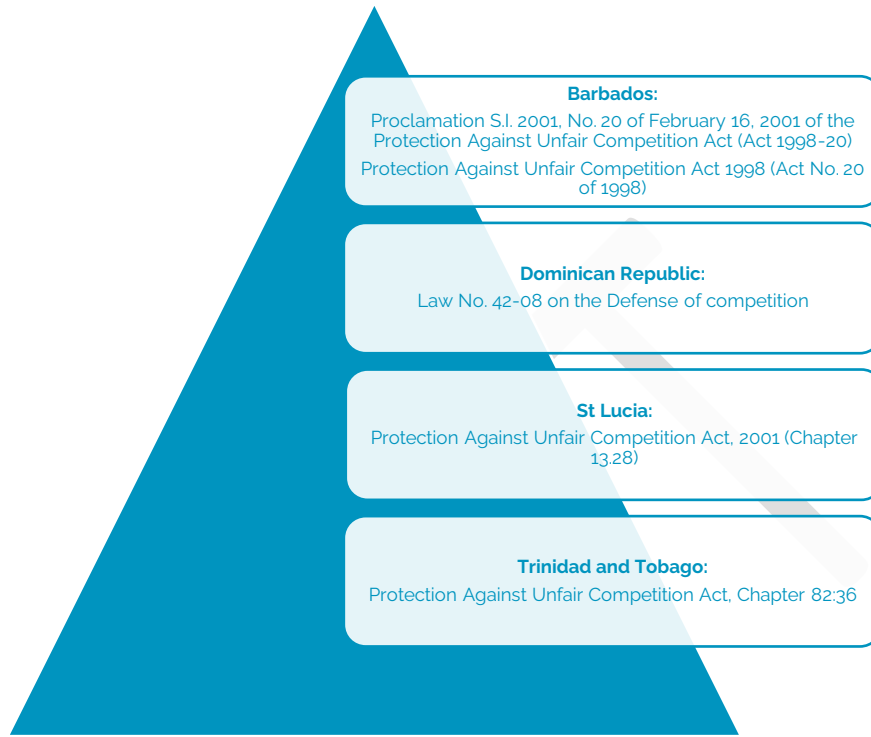 Barbados:
Proclamation S.I. 2001, No. 20 of February 16, 2001 of the
Protection Against Unfair Competition Act (Act 1998-20)
Protection Against Unfair Competition Act 1998 (Act No. 20
of 1998)
Dominican Republic:
Law No. 42-08 on the Defense of competition
St Lucia:
Protection Against Unfair Competition Act, 2001 (Chapter
13.28)
Trinidad and Tobago:
Protection Against Unfair Competition Act, Chapter 82:36